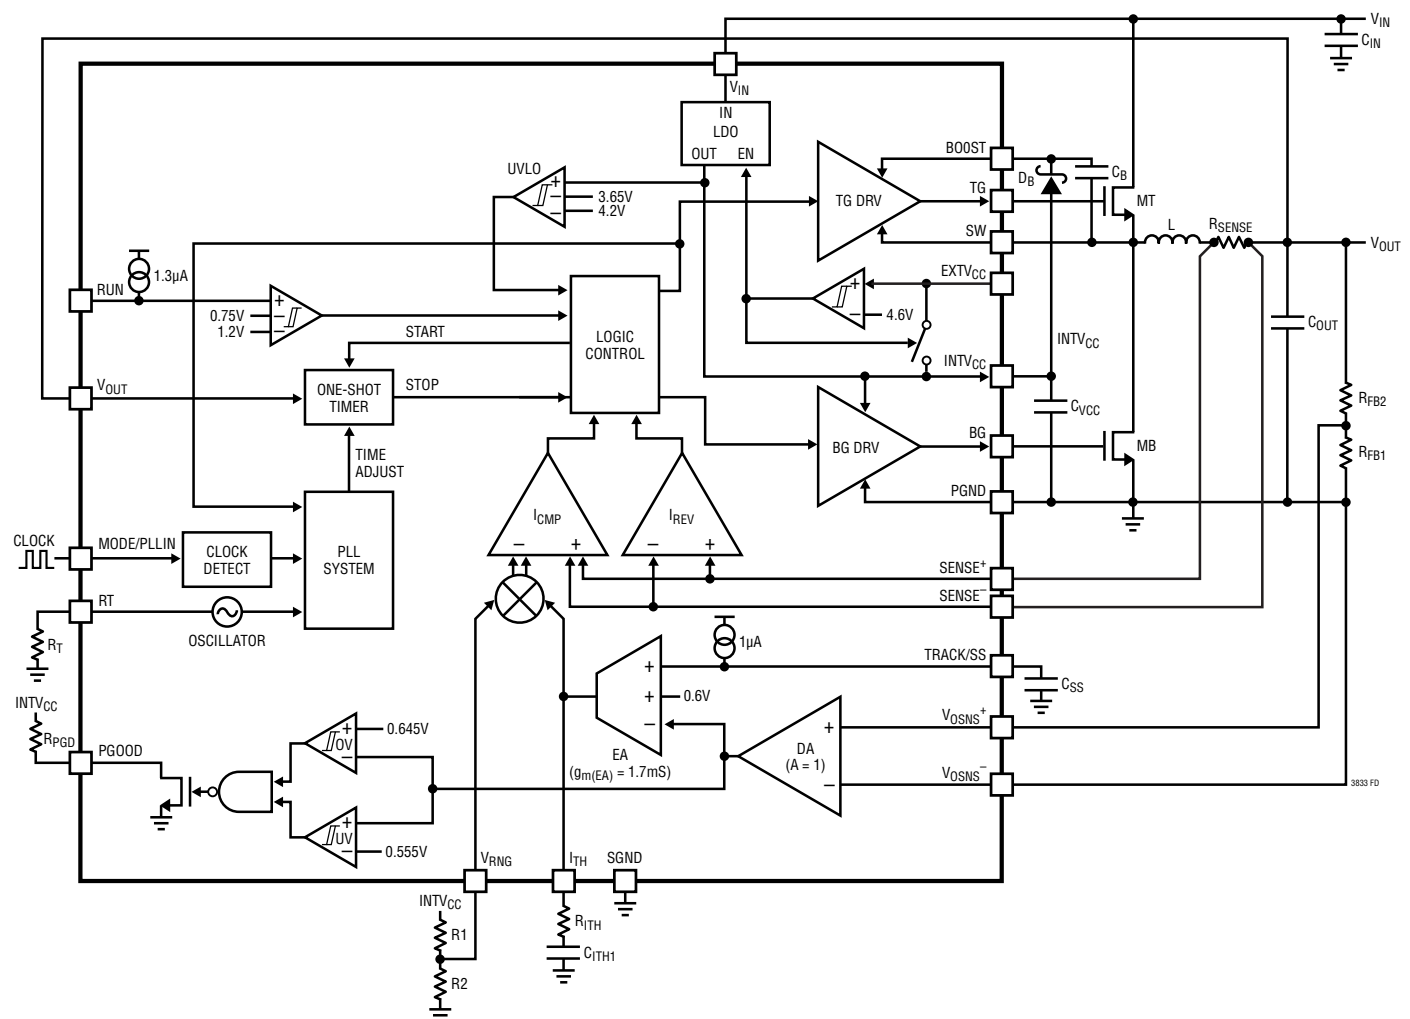 VIN
CIN
VIN
IN
LDO
OUT EN
BOOST
DB
CB
UVLO
+
−
−
3.65V
4.2V
TG DRV
TG
MT
SW
L
RSENSE
VOUT
1.3µA
RUN
0.75V
1.2V
+
−
−
EXTVCC
+
−
4.6V
START
LOGIC
CONTROL
COUT
INTVCC
INTVCC
VOUT
ONE-SHOT
TIMER
STOP
TIME
ADJUST
CVCC
RFB2
BG DRV
BG
MB
RFB1
PGND
ICMP
− +
IREV
− +
CLOCK
MODE/PLLIN
CLOCK
DETECT
PLL
SYSTEM
SENSE+
SENSE−
RT
OSCILLATOR
RT
1µA
TRACK/SS
CSS
+
+
−
0.6V
EA
(gm(EA) = 1.7mS)
DA
(A = 1)
+
−
VOSNS+
VOSNS−
3833 FD
INTVCC
RPGD
PGOOD
+
OV
−
0.645V
+
UV
−
0.555V
VRNG
ITH
SGND
INTVCC
R1
R2
RITH
CITH1